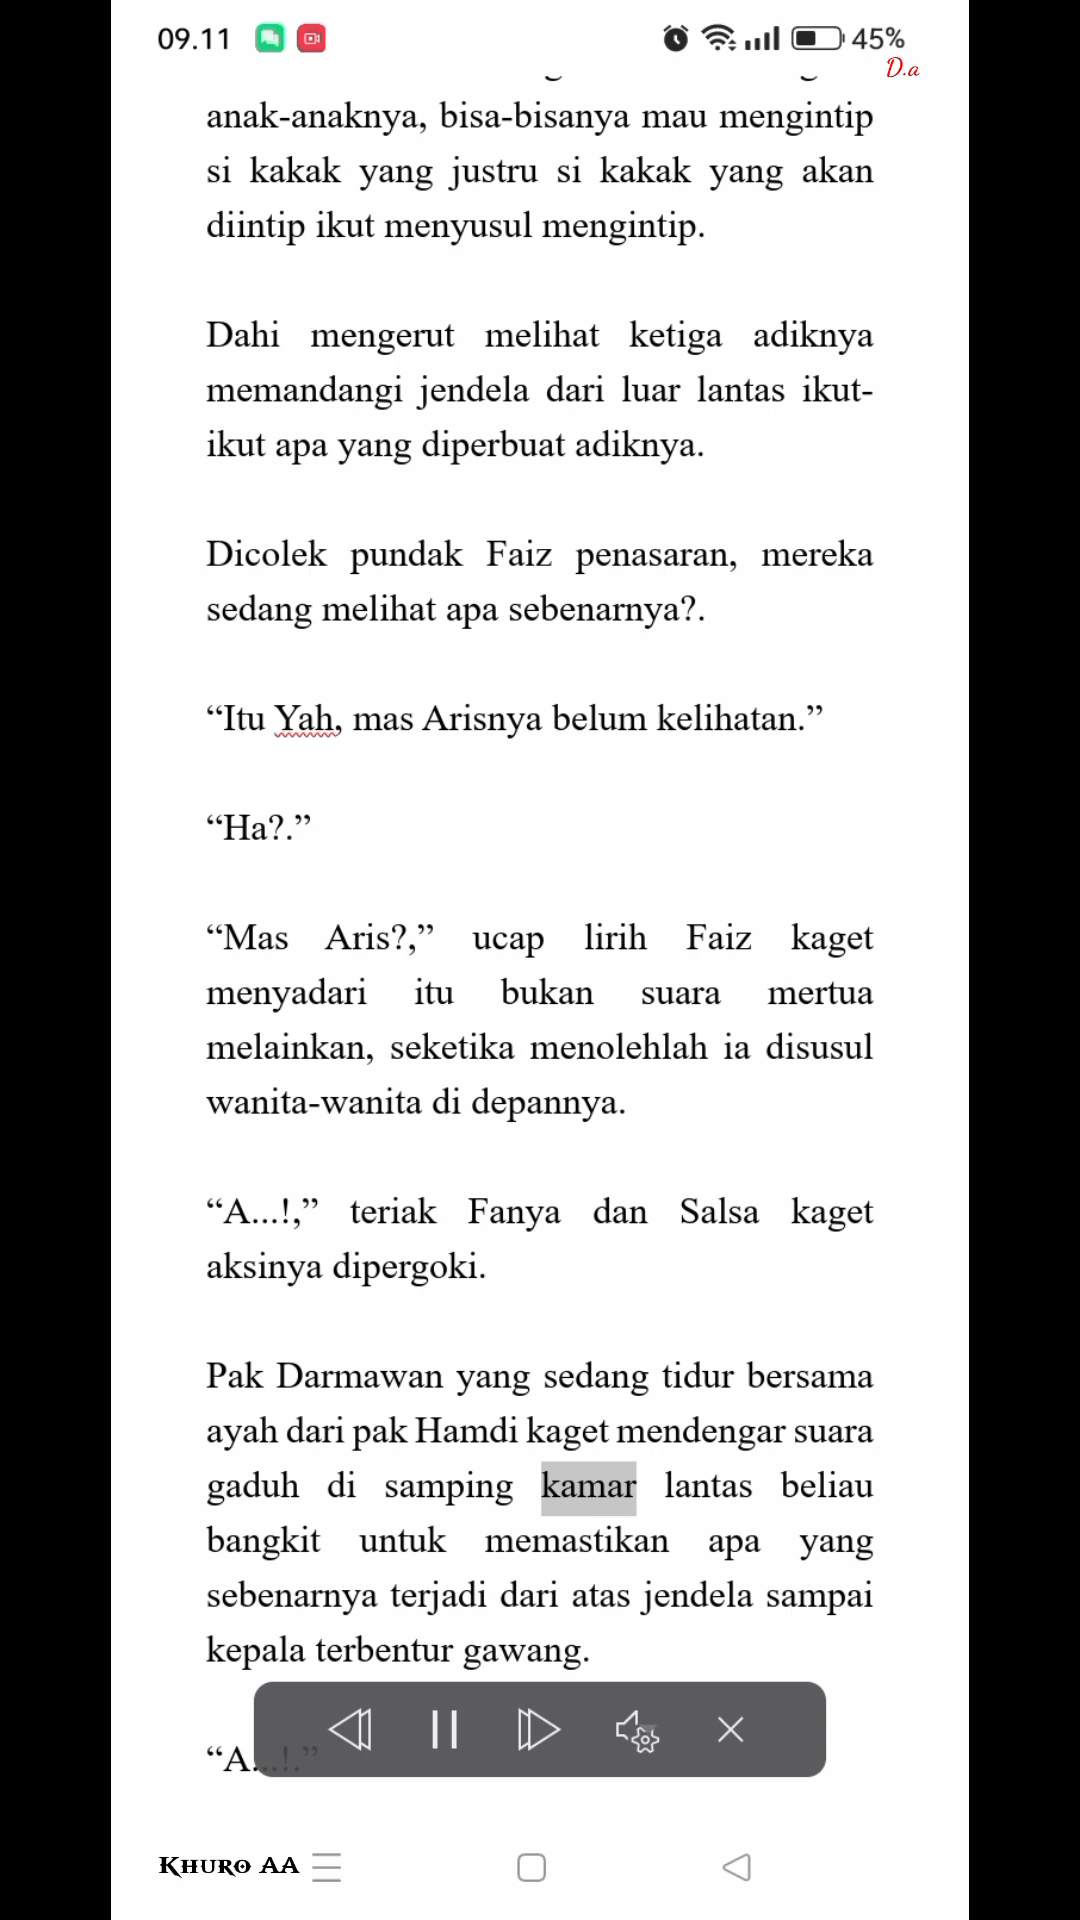 09.11
45%
D.a
anak-anaknya, bisa-bisanya mau mengintip
si kakak yang justru si kakak yang akan
diintip ikut menyusul mengintip.
Dahi mengerut melihat ketiga adiknya
memandangi jendela dari luar lantas ikut-
ikut apa yang diperbuat adiknya.
Dicolek pundak Faiz penasaran, mereka
sedang melihat apa sebenarnya?.
“Itu Yah, mas Arisnya belum kelihatan.”
“Ha?.”
“Mas Aris?,” ucap lirih Faiz kaget
menyadari itu bukan suara mertua
melainkan, seketika menolehlah ia disusul
wanita-wanita di depannya.
“A...!,” teriak Fanya dan Salsa kaget
aksinya dipergoki.
Pak Darmawan yang sedang tidur bersama
ayah dari pak Hamdi kaget mendengar suara
gaduh di samping kamar lantas beliau
bangkit untuk memastikan apa yang
sebenarnya terjadi dari atas jendela sampai
kepala terbentur gawang.
“A...!.”
Khuro AA